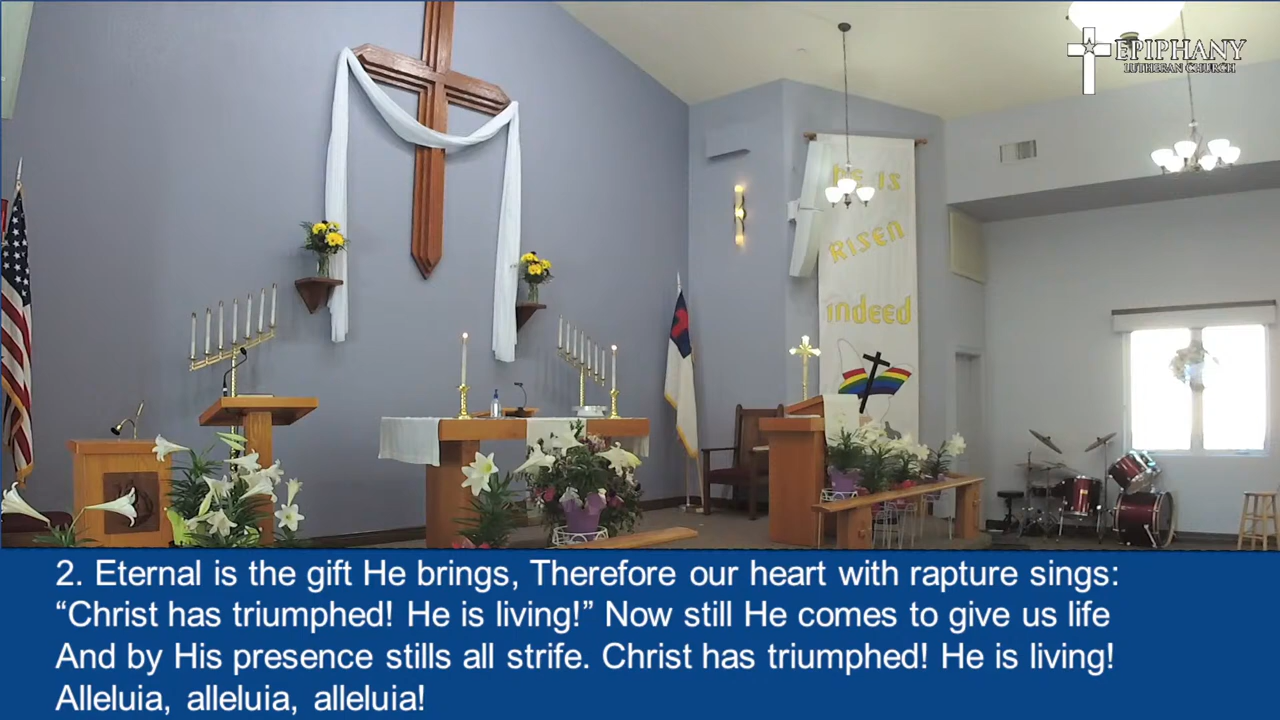 EPIPHANY
LUTHERAN CHURCH
He is
RISEN
indeed
2. Eternal is the gift He brings, Therefore our heart with rapture sings:
“Christ has triumphed! He is living!” Now still He comes to give us life
And by His presence stills all strife. Christ has triumphed! He is living!
Alleluia, alleluia, alleluia!